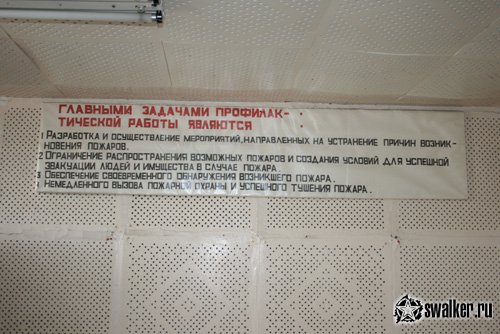 ГЛАВНЫМИ ЗАДАЧАМИ ПРОФИЛАК- :
ТИЧЕСКОЙ РАБОТЫ ЯВЛЯЮТСЯ :
1 РАЗРАБОТКА И ОСУЩЕСТВЛЕНИЕ МЕРОПРИЯТИЙ, НАПРАВЛЕННЫХ НА УСТРАНЕНИЕ ПРИЧИН ВОЗНИК-
НОВЕНИЯ ПОЖАРОВ.
2 ОГРАНИЧЕНИЕ РАСПРОСТРАНЕНИЯ ВОЗМОЖНЫХ ПОЖАРОВ И СОЗДАНИЯ УСЛОВИЙ ДЛЯ УСПЕШНОЙ
ЭВАКУАЦИИ ЛЮДЕЙ И ИМУЩЕСТВА В СЛУЧАЕ ПОЖАРА.
3 ОБЕСПЕЧЕНИЕ СВОЕВРЕМЕННОГО ОБНАРУЖЕНИЯ ВОЗНИКШЕГО ПОЖАРА.
НЕМЕДЛЕННОГО ВЫЗОВА ПОЖАРНОЙ ОХРАНЫ И УСПЕШНОГО ТУШЕНИЯ ПОЖАРА.
swalker.ru